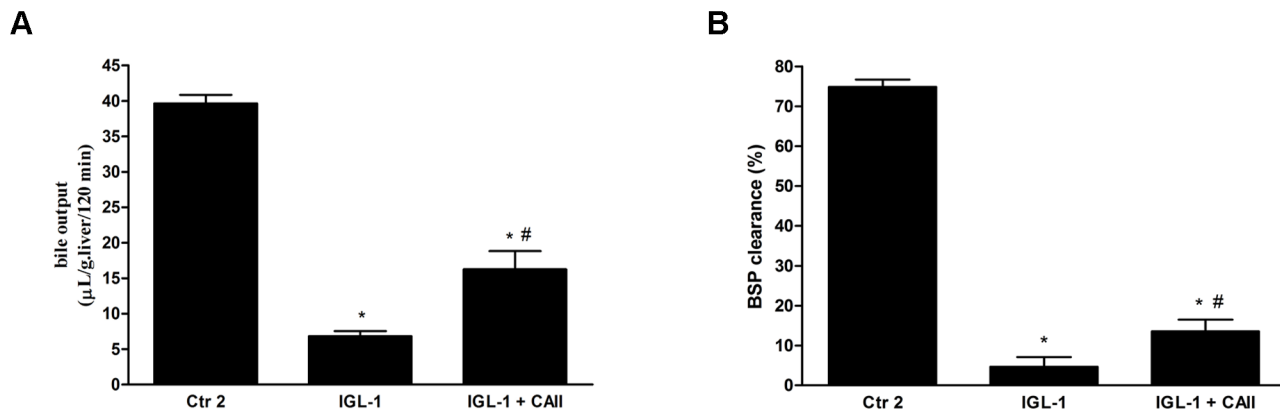 A
bile output
(µL/g.liver/120 min)
45
40
35
30
25
20
15
10
5
0
*
* #
Ctr 2
IGL-1
IGL-1 + CAII
B
BSP clearance (%)
80
70
60
50
40
30
20
10
0
*
* #
Ctr 2
IGL-1
IGL-1 + CAII